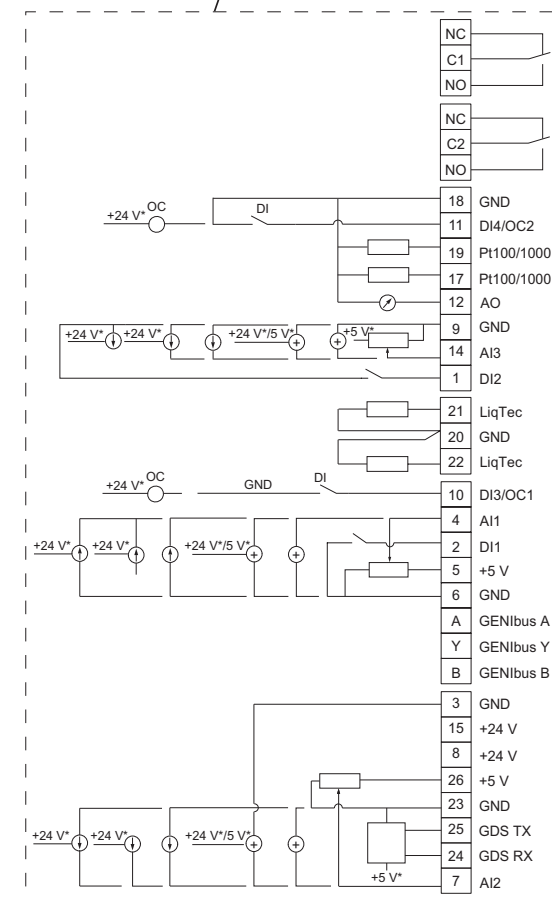 NC
C1
NO
NC
C2
NO
18 GND
+24 V* OC DI 11 DI4/OC2
19 Pt100/1000
17 Pt100/1000
12 AO
9 GND
+24 V* +24 V* +24 V*/5 V* +5 V*
14 AI3
1 DI2
21 LiqTec
20 GND
22 LiqTec
+24 V* OC GND DI 10 DI3/OC1
4 AI1
+24 V* +24 V* +24 V*/5 V* 2 DI1
5 +5 V
6 GND
A GENIbus A
Y GENIbus Y
B GENIbus B
3 GND
15 +24 V
8 +24 V
26 +5 V
23 GND
+24 V* +24 V* +24 V*/5 V* 25 GDS TX
24 GDS RX
+5 V* 7 AI2